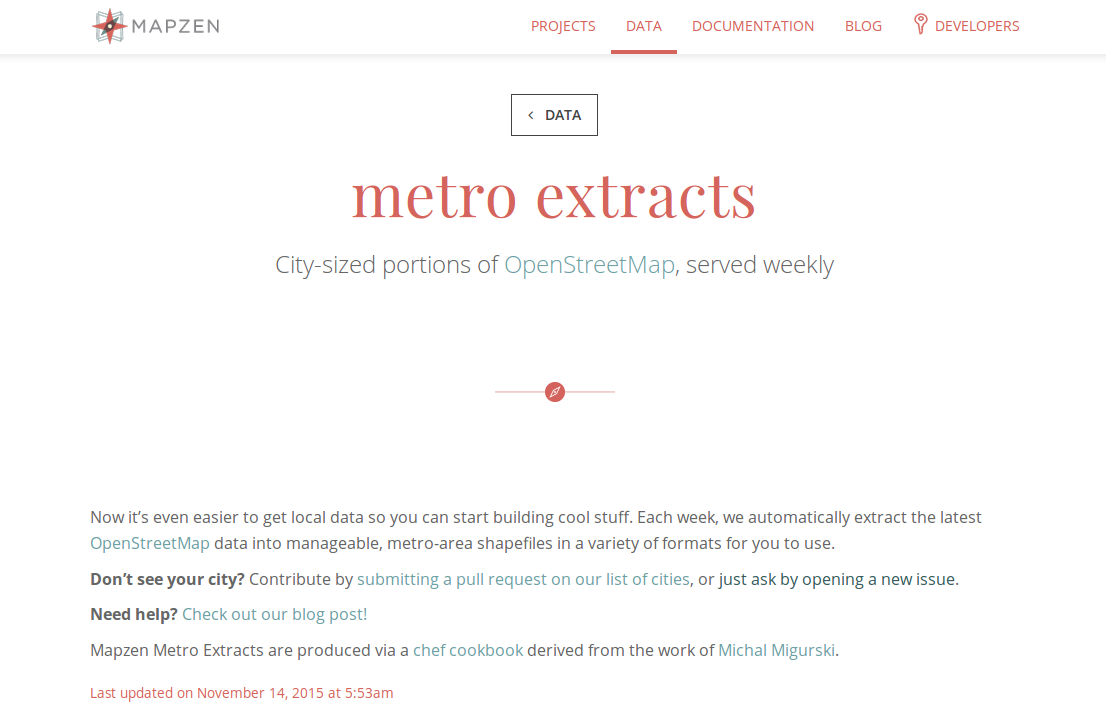 MAPZEN
PROJECTS DATA DOCUMENTATION BLOG DEVELOPERS
DATA
metro extracts
City-sized portions of OpenStreetMap, served weekly
Now it’s even easier to get local data so you can start building cool stuff. Each week, we automatically extract the latest
OpenStreetMap data into manageable, metro-area shapefiles in a variety of formats for you to use.
Don’t see your city? Contribute by submitting a pull request on our list of cities, or just ask by opening a new issue.
Need help? Check out our blog post!
Mapzen Metro Extracts are produced via a chef cookbook derived from the work of Michal Migurski.
Last updated on November 14, 2015 at 5:53am